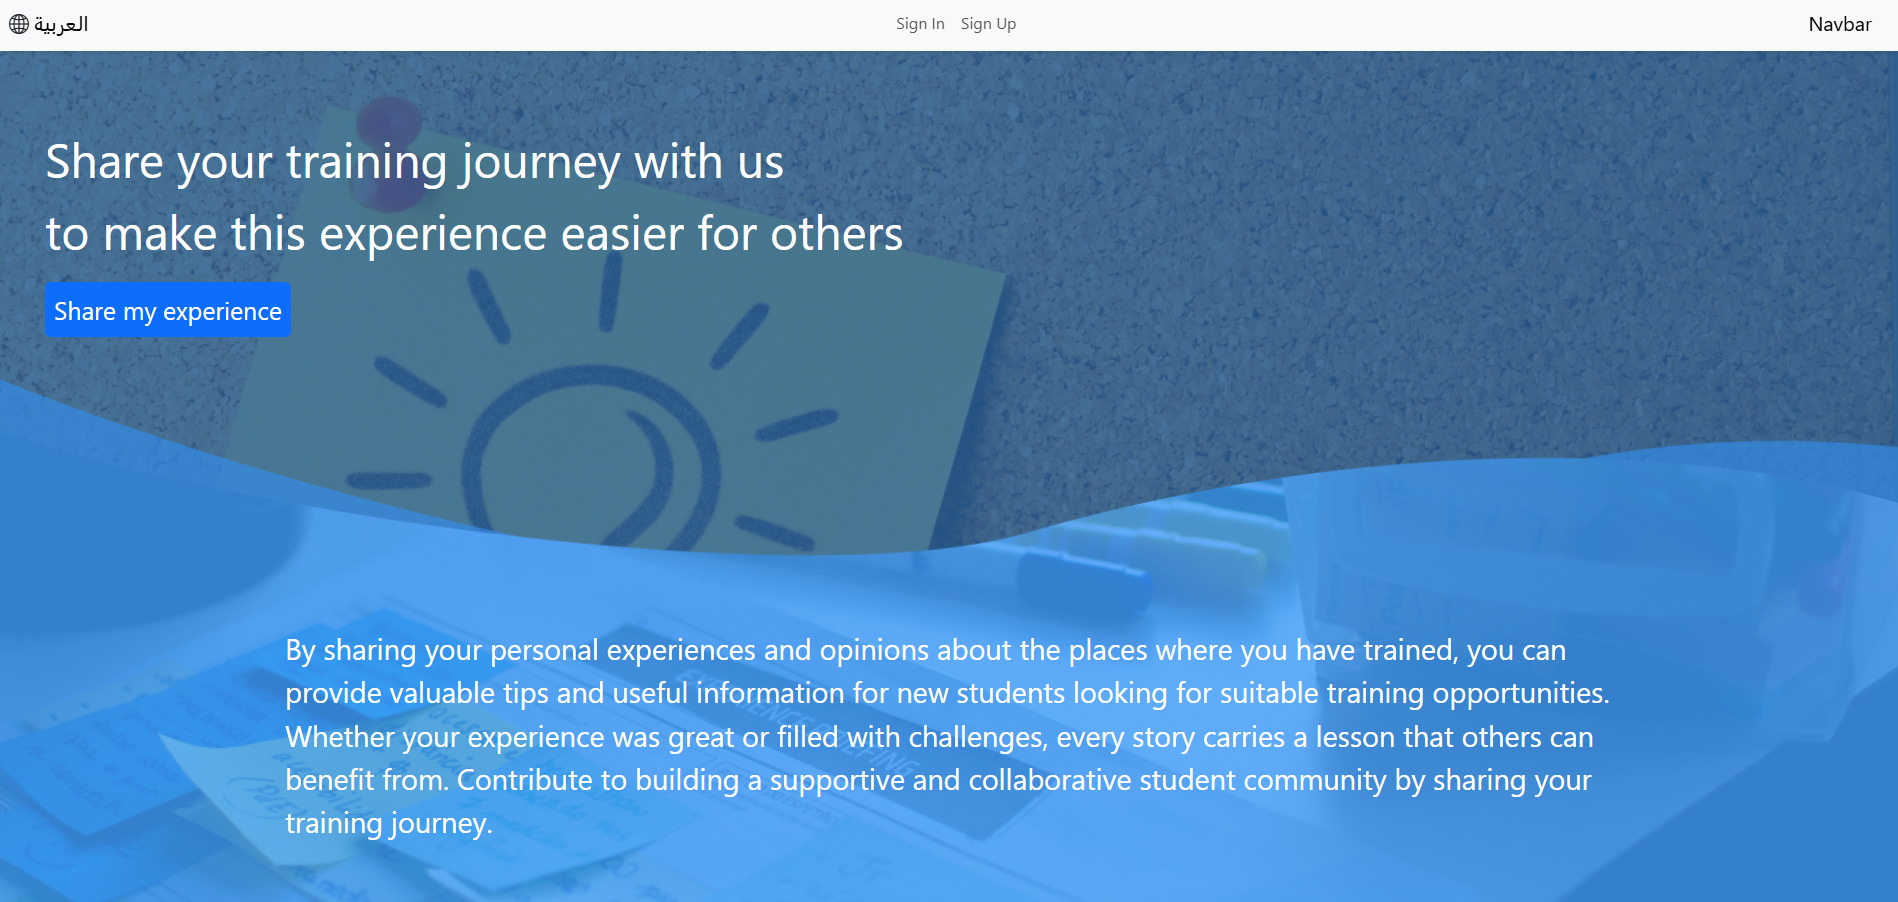 العربية
Sign In
Sign Up
Navbar
Share your training journey with us
to make this experience easier for others
Share my experience
By sharing your personal experiences and opinions about the places where you have trained, you can
provide valuable tips and useful information for new students looking for suitable training opportunities.
Whether your experience was great or filled with challenges, every story carries a lesson that others can
benefit from. Contribute to building a supportive and collaborative student community by sharing your
training journey.